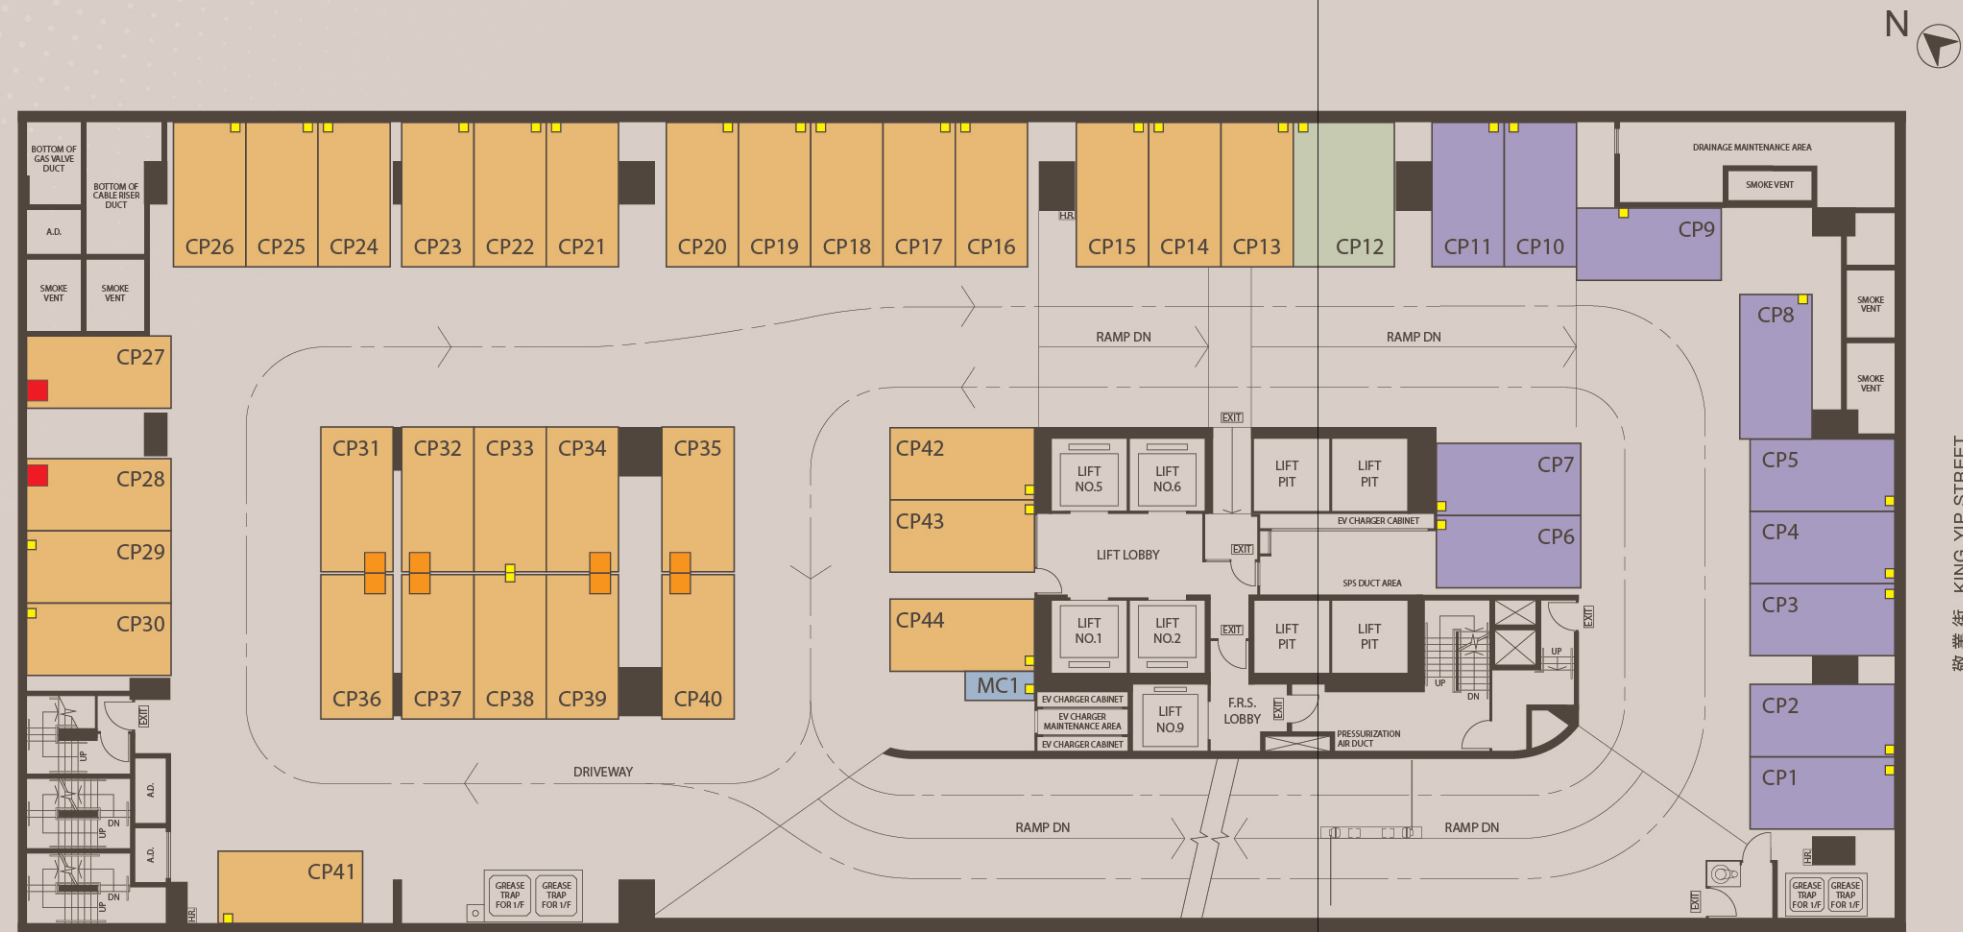 N
BOTTOM OF
GAS VALVE
DUCT
BOTTOM OF
CABLE RISER
DUCT
A.D.
SMOKE
VENT
SMOKE
VENT
CP26
CP25
CP24
CP23
CP22
CP21
CP20
CP19
CP18
CP17
CP16
H.R.
CP15
CP14
CP13
CP12
CP11
CP10
CP9
DRAINAGE MAINTENANCE AREA
SMOKE VENT
CP8
SMOKE
VENT
SMOKE
VENT
RAMP DN
RAMP DN
CP27
CP28
CP29
CP30
CP31
CP32
CP33
CP34
CP35
CP36
CP37
CP38
CP39
CP40
CP42
CP43
CP44
MC1
EXIT
LIFT
NO.5
LIFT
NO.6
LIFT
PIT
LIFT
PIT
EV CHARGER CABINET
LIFT LOBBY
EXIT
SPS DUCT AREA
LIFT
NO.1
LIFT
NO.2
EXIT
LIFT
PIT
LIFT
PIT
UP
DN
UP
EXIT
EV CHARGER CABINET
EV CHARGER
MAINTENANCE AREA
EV CHARGER CABINET
LIFT
NO.9
F.R.S.
LOBBY
EXIT
PRESSURIZATION
AIR DUCT
CP7
CP6
CP5
CP4
CP3
CP2
CP1
敬業街 KING YIP STREET
EXIT
UP
DN
UP
DN
UP
A.D.
A.D.
H.R.
CP41
DRIVEWAY
GREASE
TRAP
FOR 1/F
GREASE
TRAP
FOR 1/F
RAMP DN
RAMP DN
EXIT
H.R.
GREASE
TRAP
FOR 1/F
GREASE
TRAP
FOR 1/F